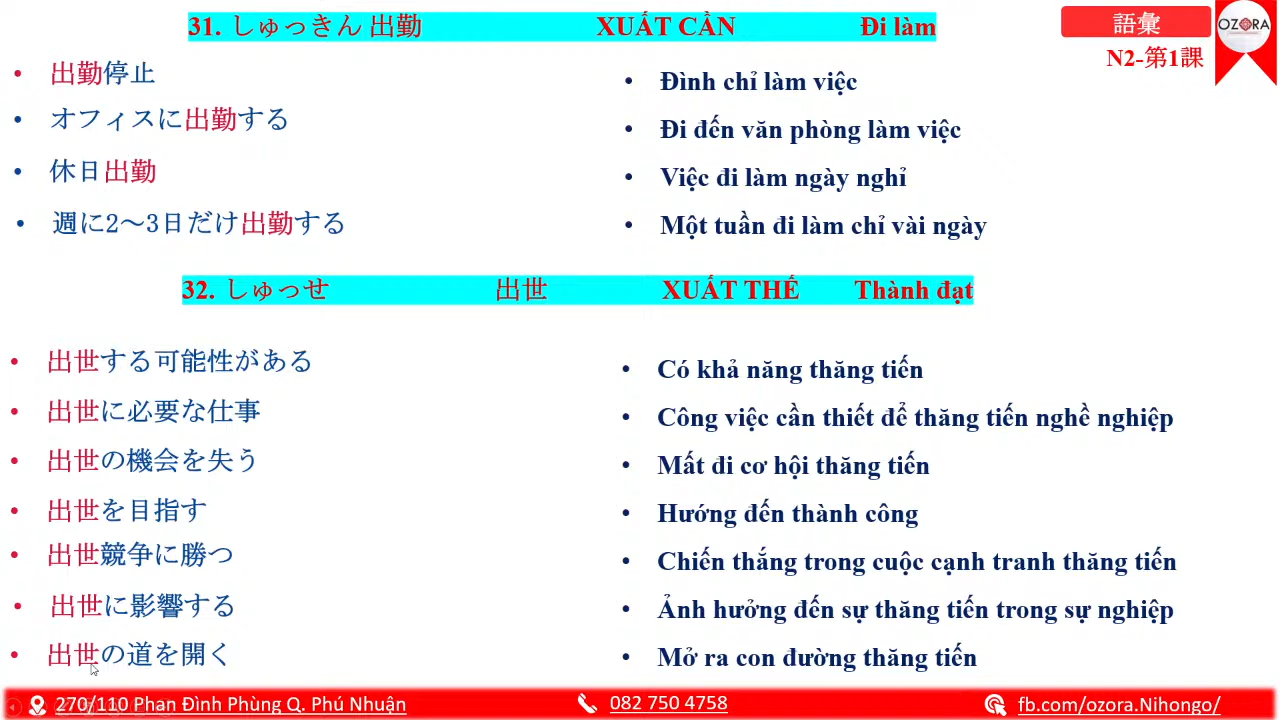 31. しゅっきん 出勤 XUẤT CẦN Đi làm
語彙
OZORA
N2-第1課
• 出勤停止 • Đình chỉ làm việc
• オフィスに出勤する • Đi đến văn phòng làm việc
• 休日出勤 • Việc đi làm ngày nghỉ
• 週に2〜3日だけ出勤する • Một tuần đi làm chỉ vài ngày
32. しゅっせ 出世 XUẤT THẾ Thành đạt
• 出世する可能性がある • Có khả năng thăng tiến
• 出世に必要な仕事 • Công việc cần thiết để thăng tiến nghề nghiệp
• 出世の機会を失う • Mất đi cơ hội thăng tiến
• 出世を目指す • Hướng đến thành công
• 出世競争に勝つ • Chiến thắng trong cuộc cạnh tranh thăng tiến
• 出世に影響する • Ảnh hưởng đến sự thăng tiến trong sự nghiệp
• 出世の道を開く • Mở ra con đường thăng tiến
270/110 Phan Đình Phùng Q. Phú Nhuận 082 750 4758 fb.com/ozora.Nihongo/